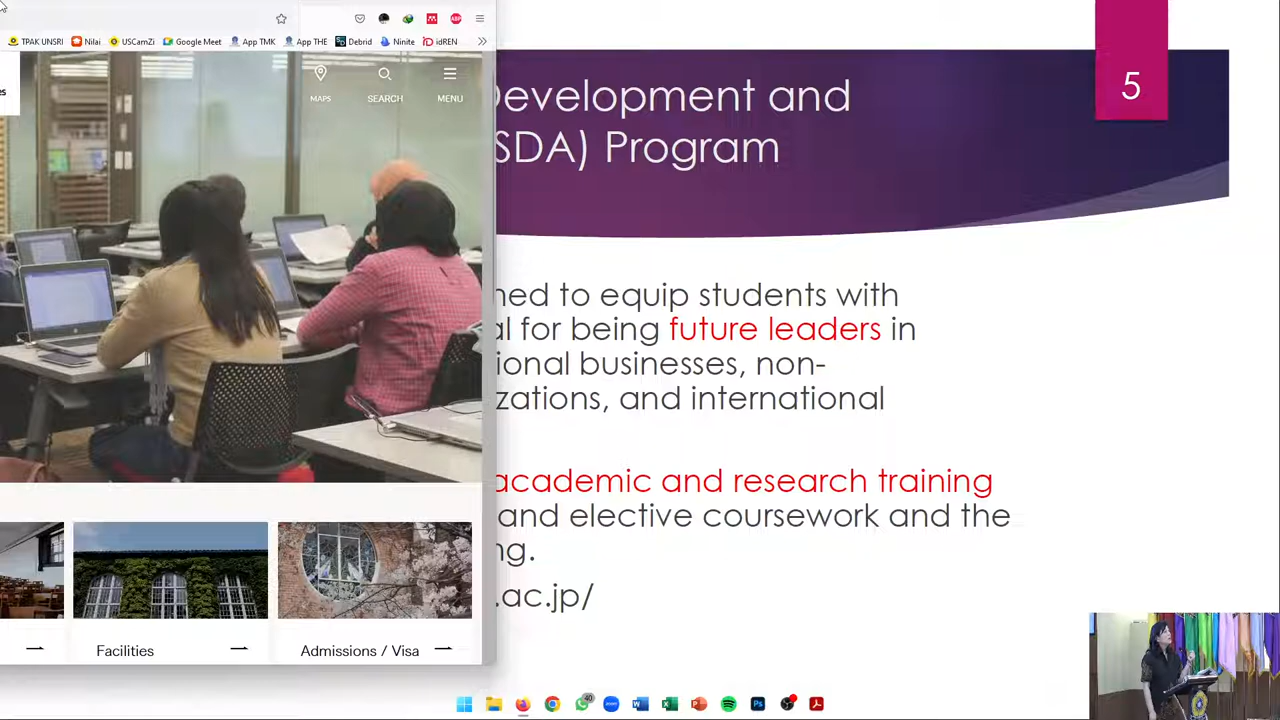 TPAK UNSRI Nilai USCamZi Google Meet App TMK App THE Debrid Ninite idREN
MAPS SEARCH MENU
Facilities
Admissions / Visa
5
Development and
SDA) Program
ned to equip students with
al for being future leaders in
ional businesses, non-
zations, and international
academic and research training
and elective coursework and the
ng.
.ac.jp/
40